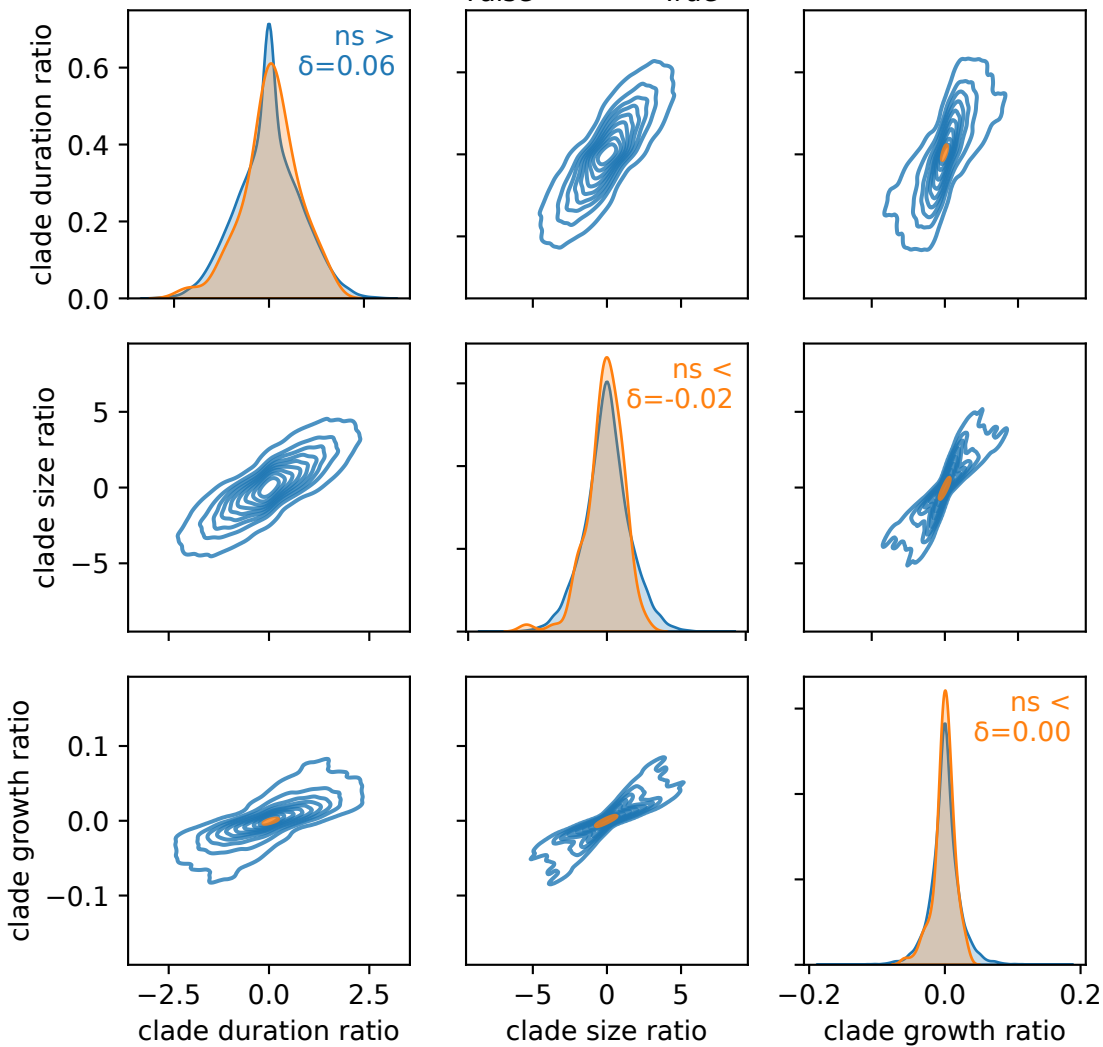 ns >
δ=0.06
clade duration ratio
0.6
0.4
0.2
0.0
ns <
δ=-0.02
clade size ratio
5
0
−5
ns <
δ=0.00
clade growth ratio
0.1
0.0
−0.1
−2.5 0.0 2.5
−5 0 5
−0.2 0.0 0.2
clade duration ratio
clade size ratio
clade growth ratio